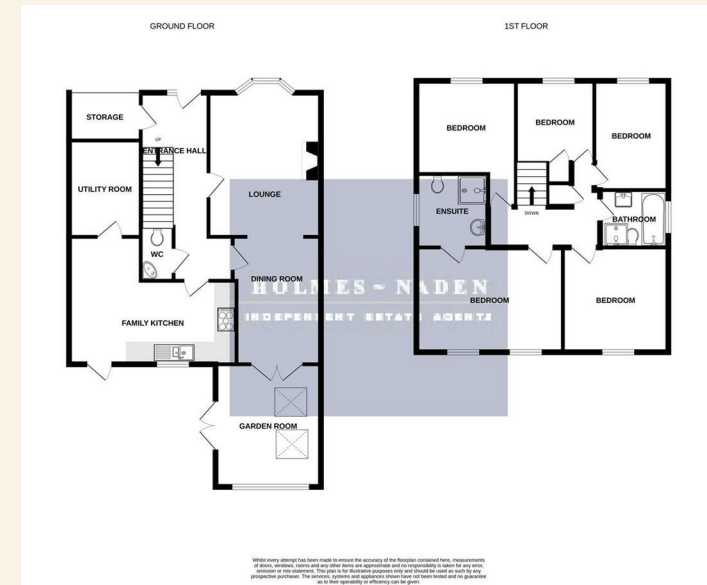 GROUND FLOOR
1ST FLOOR
STORAGE
UP
ENTRANCE HALL
UTILITY ROOM
LOUNGE
WC
DINING ROOM
FAMILY KITCHEN
GARDEN ROOM
BEDROOM
BEDROOM
BEDROOM
ENSUITE
DOWN
BATHROOM
BEDROOM
BEDROOM
HOLMES ~ NADEN
INDEPENDENT ESTATE AGENTS
Whilst every attempt has been made to ensure the accuracy of the floorplan contained here, measurements
of doors, windows, rooms and any other items are approximate and no responsibility is taken for any error,
omission or mis-statement. This plan is for illustrative purposes only and should be used as such by any
prospective purchaser. The services, systems and appliances shown have not been tested and no guarantee
as to their operability or efficiency can be given.